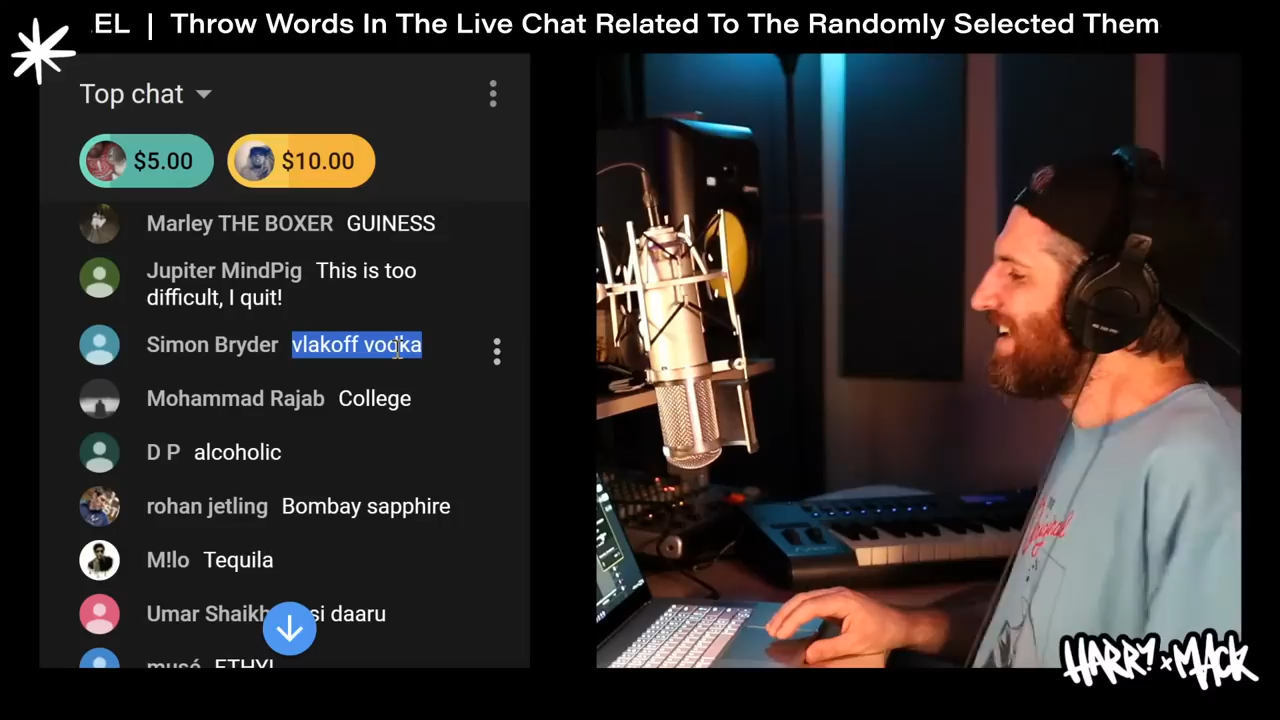 .EL | Throw Words In The Live Chat Related To The Randomly Selected Them
Top chat
$5.00 $10.00
Marley THE BOXER GUINESS
Jupiter MindPig This is too
difficult, I quit!
Simon Bryder vlakoff vodka
Mohammad Rajab College
D P alcoholic
rohan jetling Bombay sapphire
M!lo Tequila
Umar Shaikh si daaru
musé ETHYL
HARRY MACK